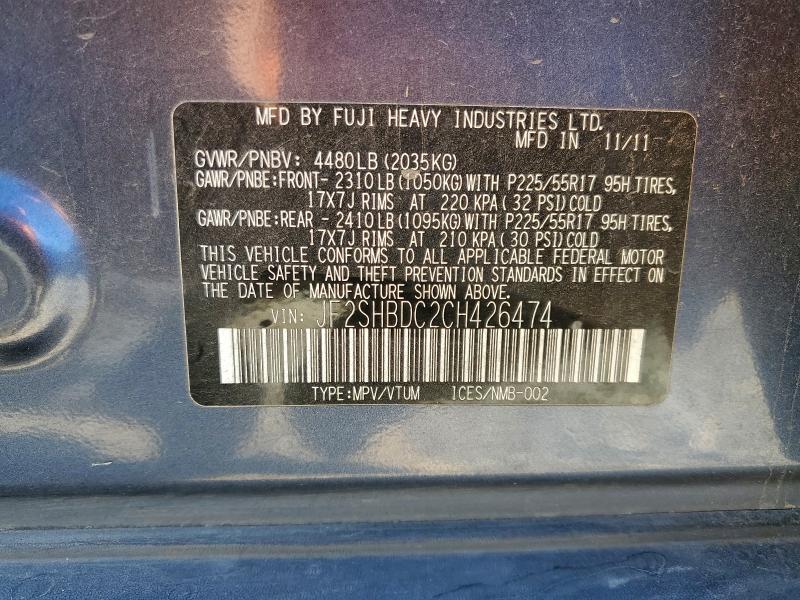 MFD BY FUJI HEAVY INDUSTRIES LTD.
MFD IN 11/11
GVWR/PNBV: 4480LB(2035KG)
GAWR/PNBE:FRONT- 2310LB(1050KG)WITH P225/55R17 95H TIRES,
17X7J RIMS AT 220 KPA(32 PSI)COLD
GAWR/PNBE:REAR - 2410LB(1095KG)WITH P225/55R17 95H TIRES,
17X7J RIMS AT 210 KPA(30 PSI)COLD
THIS VEHICLE CONFORMS TO ALL APPLICABLE FEDERAL MOTOR
VEHICLE SAFETY AND THEFT PREVENTION STANDARDS IN EFFECT ON
THE DATE OF MANUFACTURE SHOWN ABOVE.
VIN: JF2SHBDC2CH426474
TYPE:MPV/VTUM ICES/NMB-002